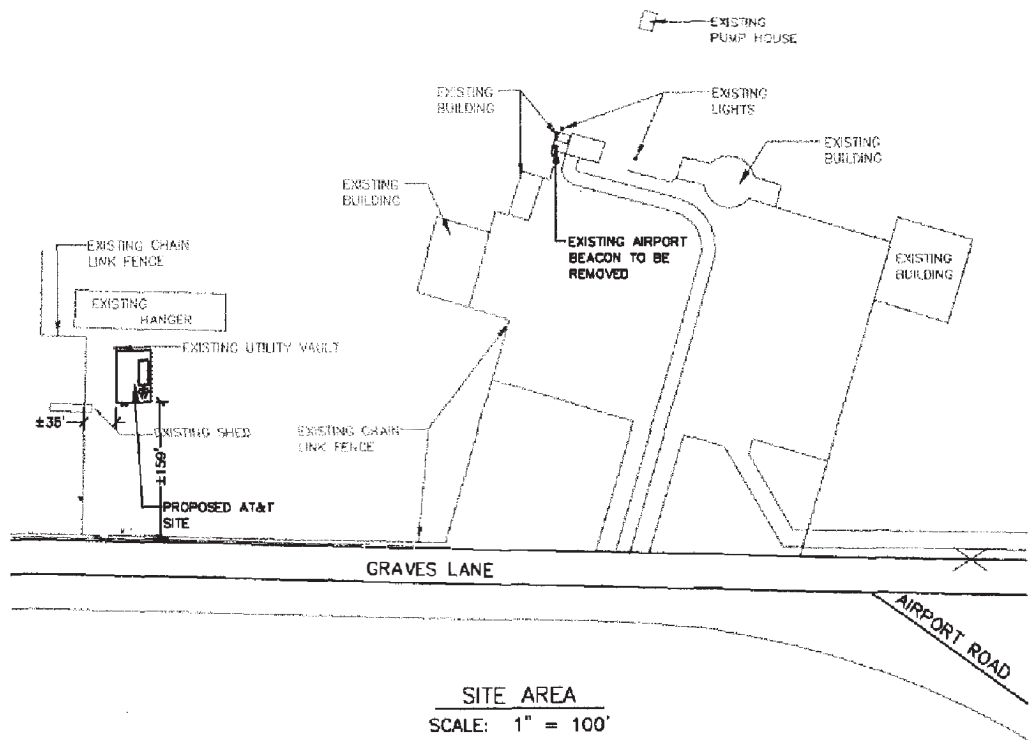 EXISTING
PUMP HOUSE
EXISTING
BUILDING
EXISTING
LIGHTS
EXISTING
BUILDING
EXISTING
BUILDING
EXISTING AIRPORT
BEACON TO BE
REMOVED
EXISTING
BUILDING
EXISTING CHAIN
LINK FENCE
EXISTING
HANGER
EXISTING UTILITY VAULT
±35'
EXISTING SHED
±159'
EXISTING CHAIN
LINK FENCE
PROPOSED AT&T
SITE
GRAVES LANE
AIRPORT ROAD
SITE AREA
SCALE: 1" = 100'